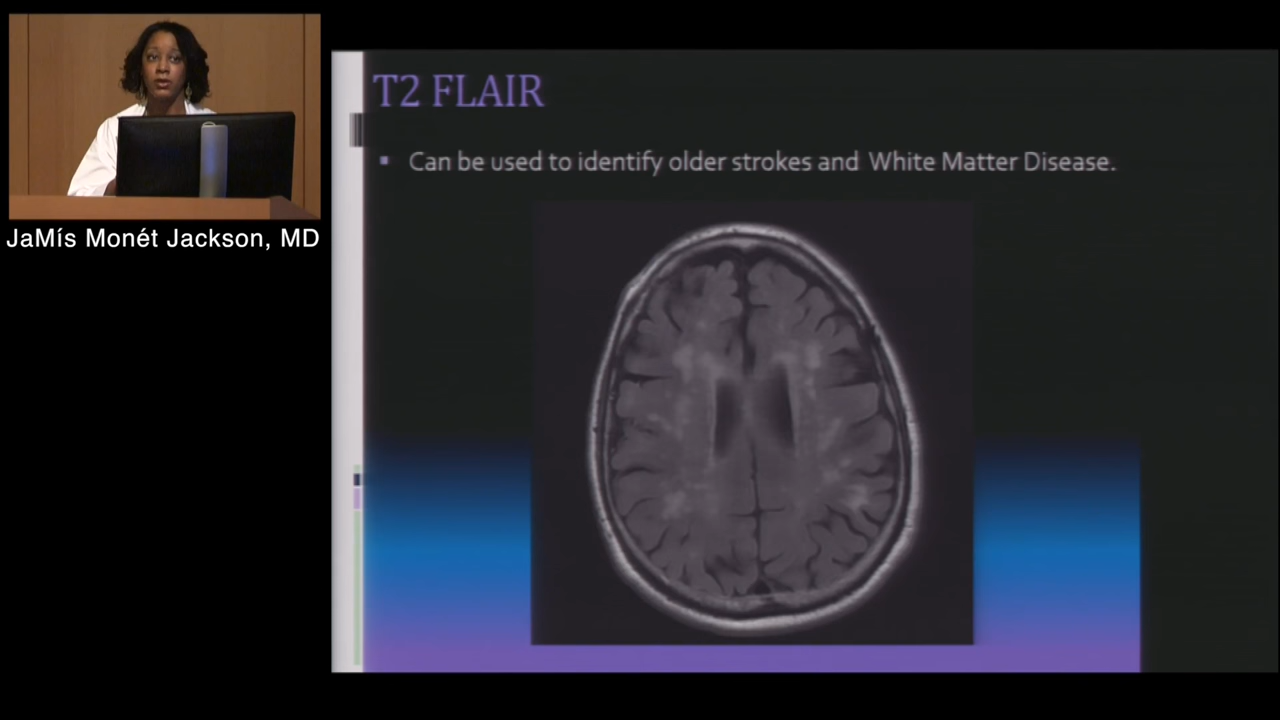 T2 FLAIR
Can be used to identify older strokes and White Matter Disease.
JaMís Monét Jackson, MD